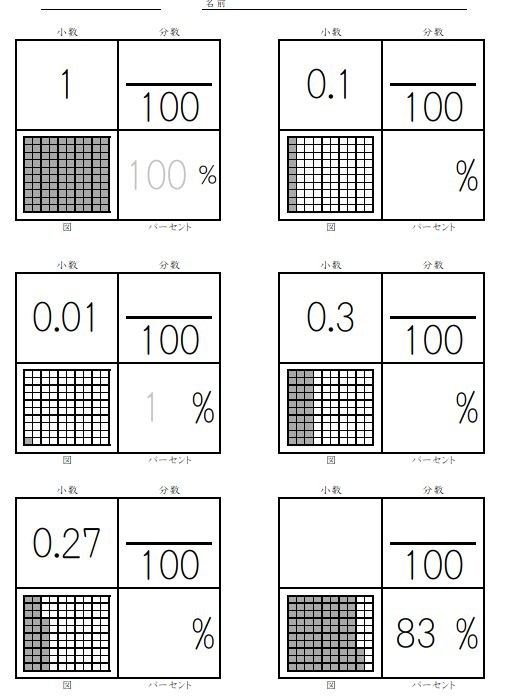 名前
小数 分数 小数 分数
1 100 0.1 100
100 % %
図 パーセント 図 パーセント
小数 分数 小数 分数
0.01 100 0.3 100
1 % %
図 パーセント 図 パーセント
小数 分数 小数 分数
0.27 100 100
% 83 %
図 パーセント 図 パーセント